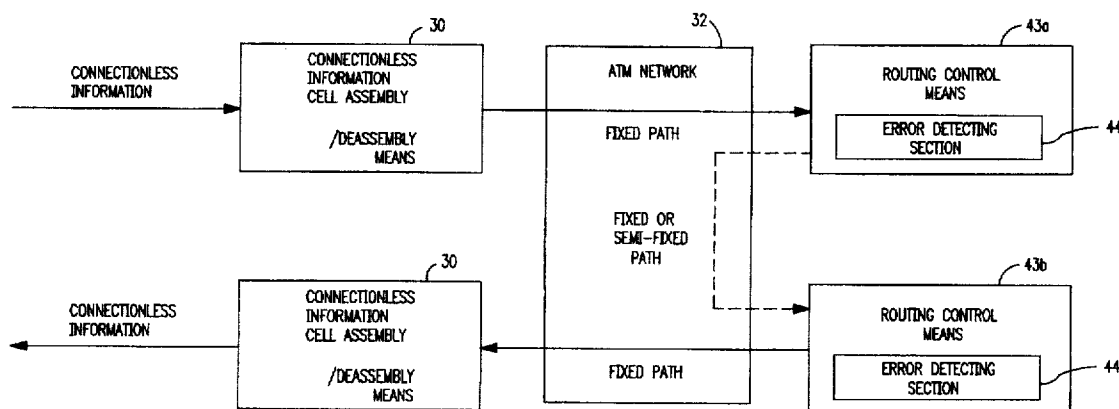 30
32
43a
CONNECTIONLESS
INFORMATION
CONNECTIONLESS
INFORMATION
CELL ASSEMBLY
/DEASSEMBLY
MEANS
ATM NETWORK
FIXED PATH
ROUTING CONTROL
MEANS
ERROR DETECTING
SECTION
44
FIXED OR
SEMI-FIXED
PATH
30
43b
CONNECTIONLESS
INFORMATION
CONNECTIONLESS
INFORMATION
CELL ASSEMBLY
/DEASSEMBLY
MEANS
FIXED PATH
ROUTING CONTROL
MEANS
ERROR DETECTING
SECTION
44